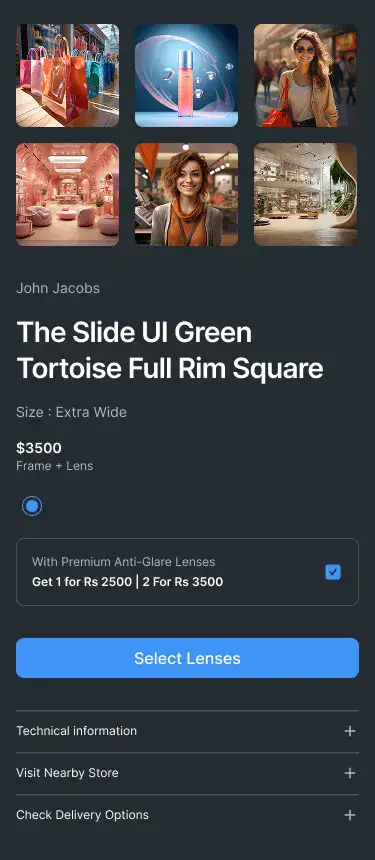 John Jacobs
The Slide UI Green
Tortoise Full Rim Square
Size : Extra Wide
$3500
Frame + Lens
With Premium Anti-Glare Lenses
Get 1 for Rs 2500 | 2 For Rs 3500
Select Lenses
Technical information
Visit Nearby Store
Check Delivery Options